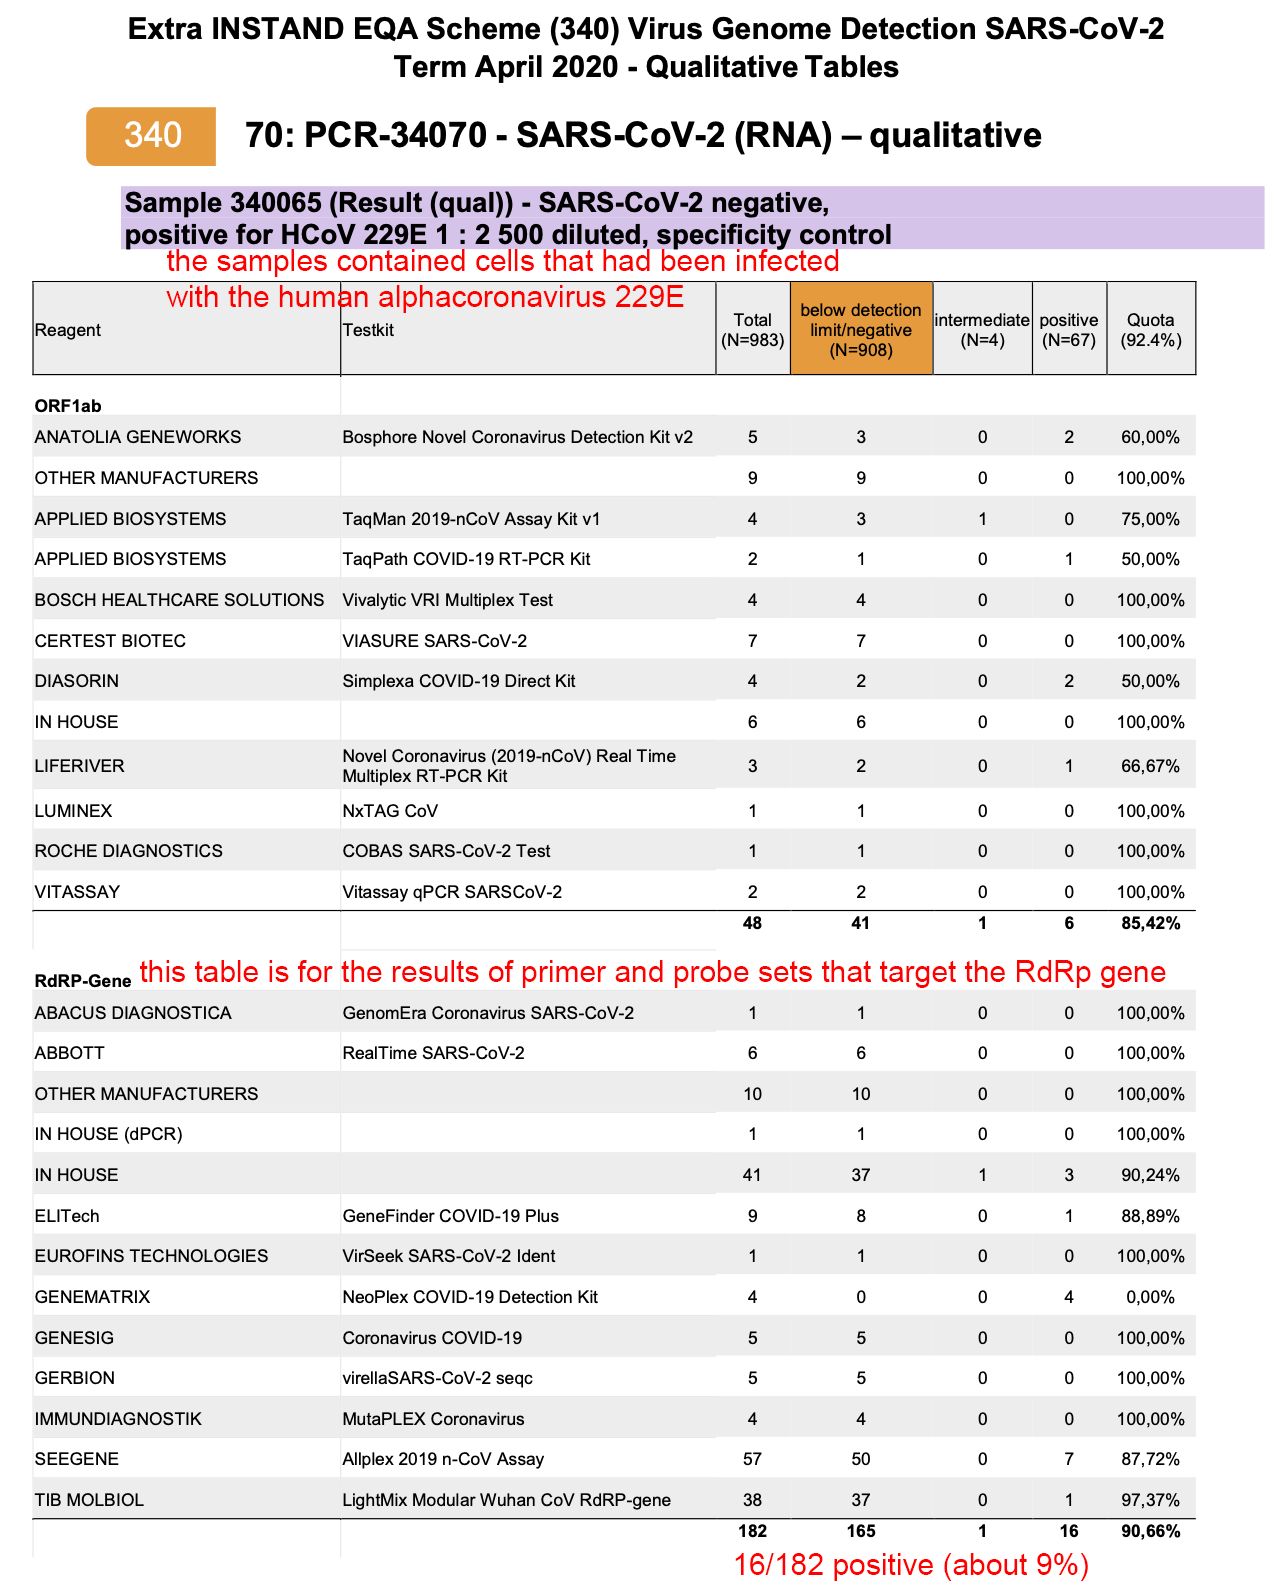 Extra INSTAND EQA Scheme (340) Virus Genome Detection SARS-CoV-2
Term April 2020 - Qualitative Tables
340 70: PCR-34070 - SARS-CoV-2 (RNA) – qualitative
Sample 340065 (Result (qual)) - SARS-CoV-2 negative,
positive for HCoV 229E 1 : 2 500 diluted, specificity control
the samples contained cells that had been infected
with the human alphacoronavirus 229E
Reagent Testkit Total (N=983) below detection limit/negative (N=908) intermediate (N=4) positive (N=67) Quota (92.4%)
ORF1ab
ANATOLIA GENEWORKS Bosphore Novel Coronavirus Detection Kit v2 5 3 0 2 60,00%
OTHER MANUFACTURERS 9 9 0 0 100,00%
APPLIED BIOSYSTEMS TaqMan 2019-nCoV Assay Kit v1 4 3 1 0 75,00%
APPLIED BIOSYSTEMS TaqPath COVID-19 RT-PCR Kit 2 1 0 1 50,00%
BOSCH HEALTHCARE SOLUTIONS Vivalytic VRI Multiplex Test 4 4 0 0 100,00%
CERTEST BIOTEC VIASURE SARS-CoV-2 7 7 0 0 100,00%
DIASORIN Simplexa COVID-19 Direct Kit 4 2 0 2 50,00%
IN HOUSE 6 6 0 0 100,00%
LIFERIVER Novel Coronavirus (2019-nCoV) Real Time Multiplex RT-PCR Kit 3 2 0 1 66,67%
LUMINEX NxTAG CoV 1 1 0 0 100,00%
ROCHE DIAGNOSTICS COBAS SARS-CoV-2 Test 1 1 0 0 100,00%
VITASSAY Vitassay qPCR SARSCoV-2 2 2 0 0 100,00%
48 41 1 6 85,42%
RdRP-Gene this table is for the results of primer and probe sets that target the RdRp gene
ABACUS DIAGNOSTICA GenomEra Coronavirus SARS-CoV-2 1 1 0 0 100,00%
ABBOTT RealTime SARS-CoV-2 6 6 0 0 100,00%
OTHER MANUFACTURERS 10 10 0 0 100,00%
IN HOUSE (dPCR) 1 1 0 0 100,00%
IN HOUSE 41 37 1 3 90,24%
ELITech GeneFinder COVID-19 Plus 9 8 0 1 88,89%
EUROFINS TECHNOLOGIES VirSeek SARS-CoV-2 Ident 1 1 0 0 100,00%
GENEMATRIX NeoPlex COVID-19 Detection Kit 4 0 0 4 0,00%
GENESIG Coronavirus COVID-19 5 5 0 0 100,00%
GERBION virellaSARS-CoV-2 seqc 5 5 0 0 100,00%
IMMUNDIAGNOSTIK MutaPLEX Coronavirus 4 4 0 0 100,00%
SEEGENE Allplex 2019 n-CoV Assay 57 50 0 7 87,72%
TIB MOLBIOL LightMix Modular Wuhan CoV RdRP-gene 38 37 0 1 97,37%
182 165 1 16 90,66%
16/182 positive (about 9%)